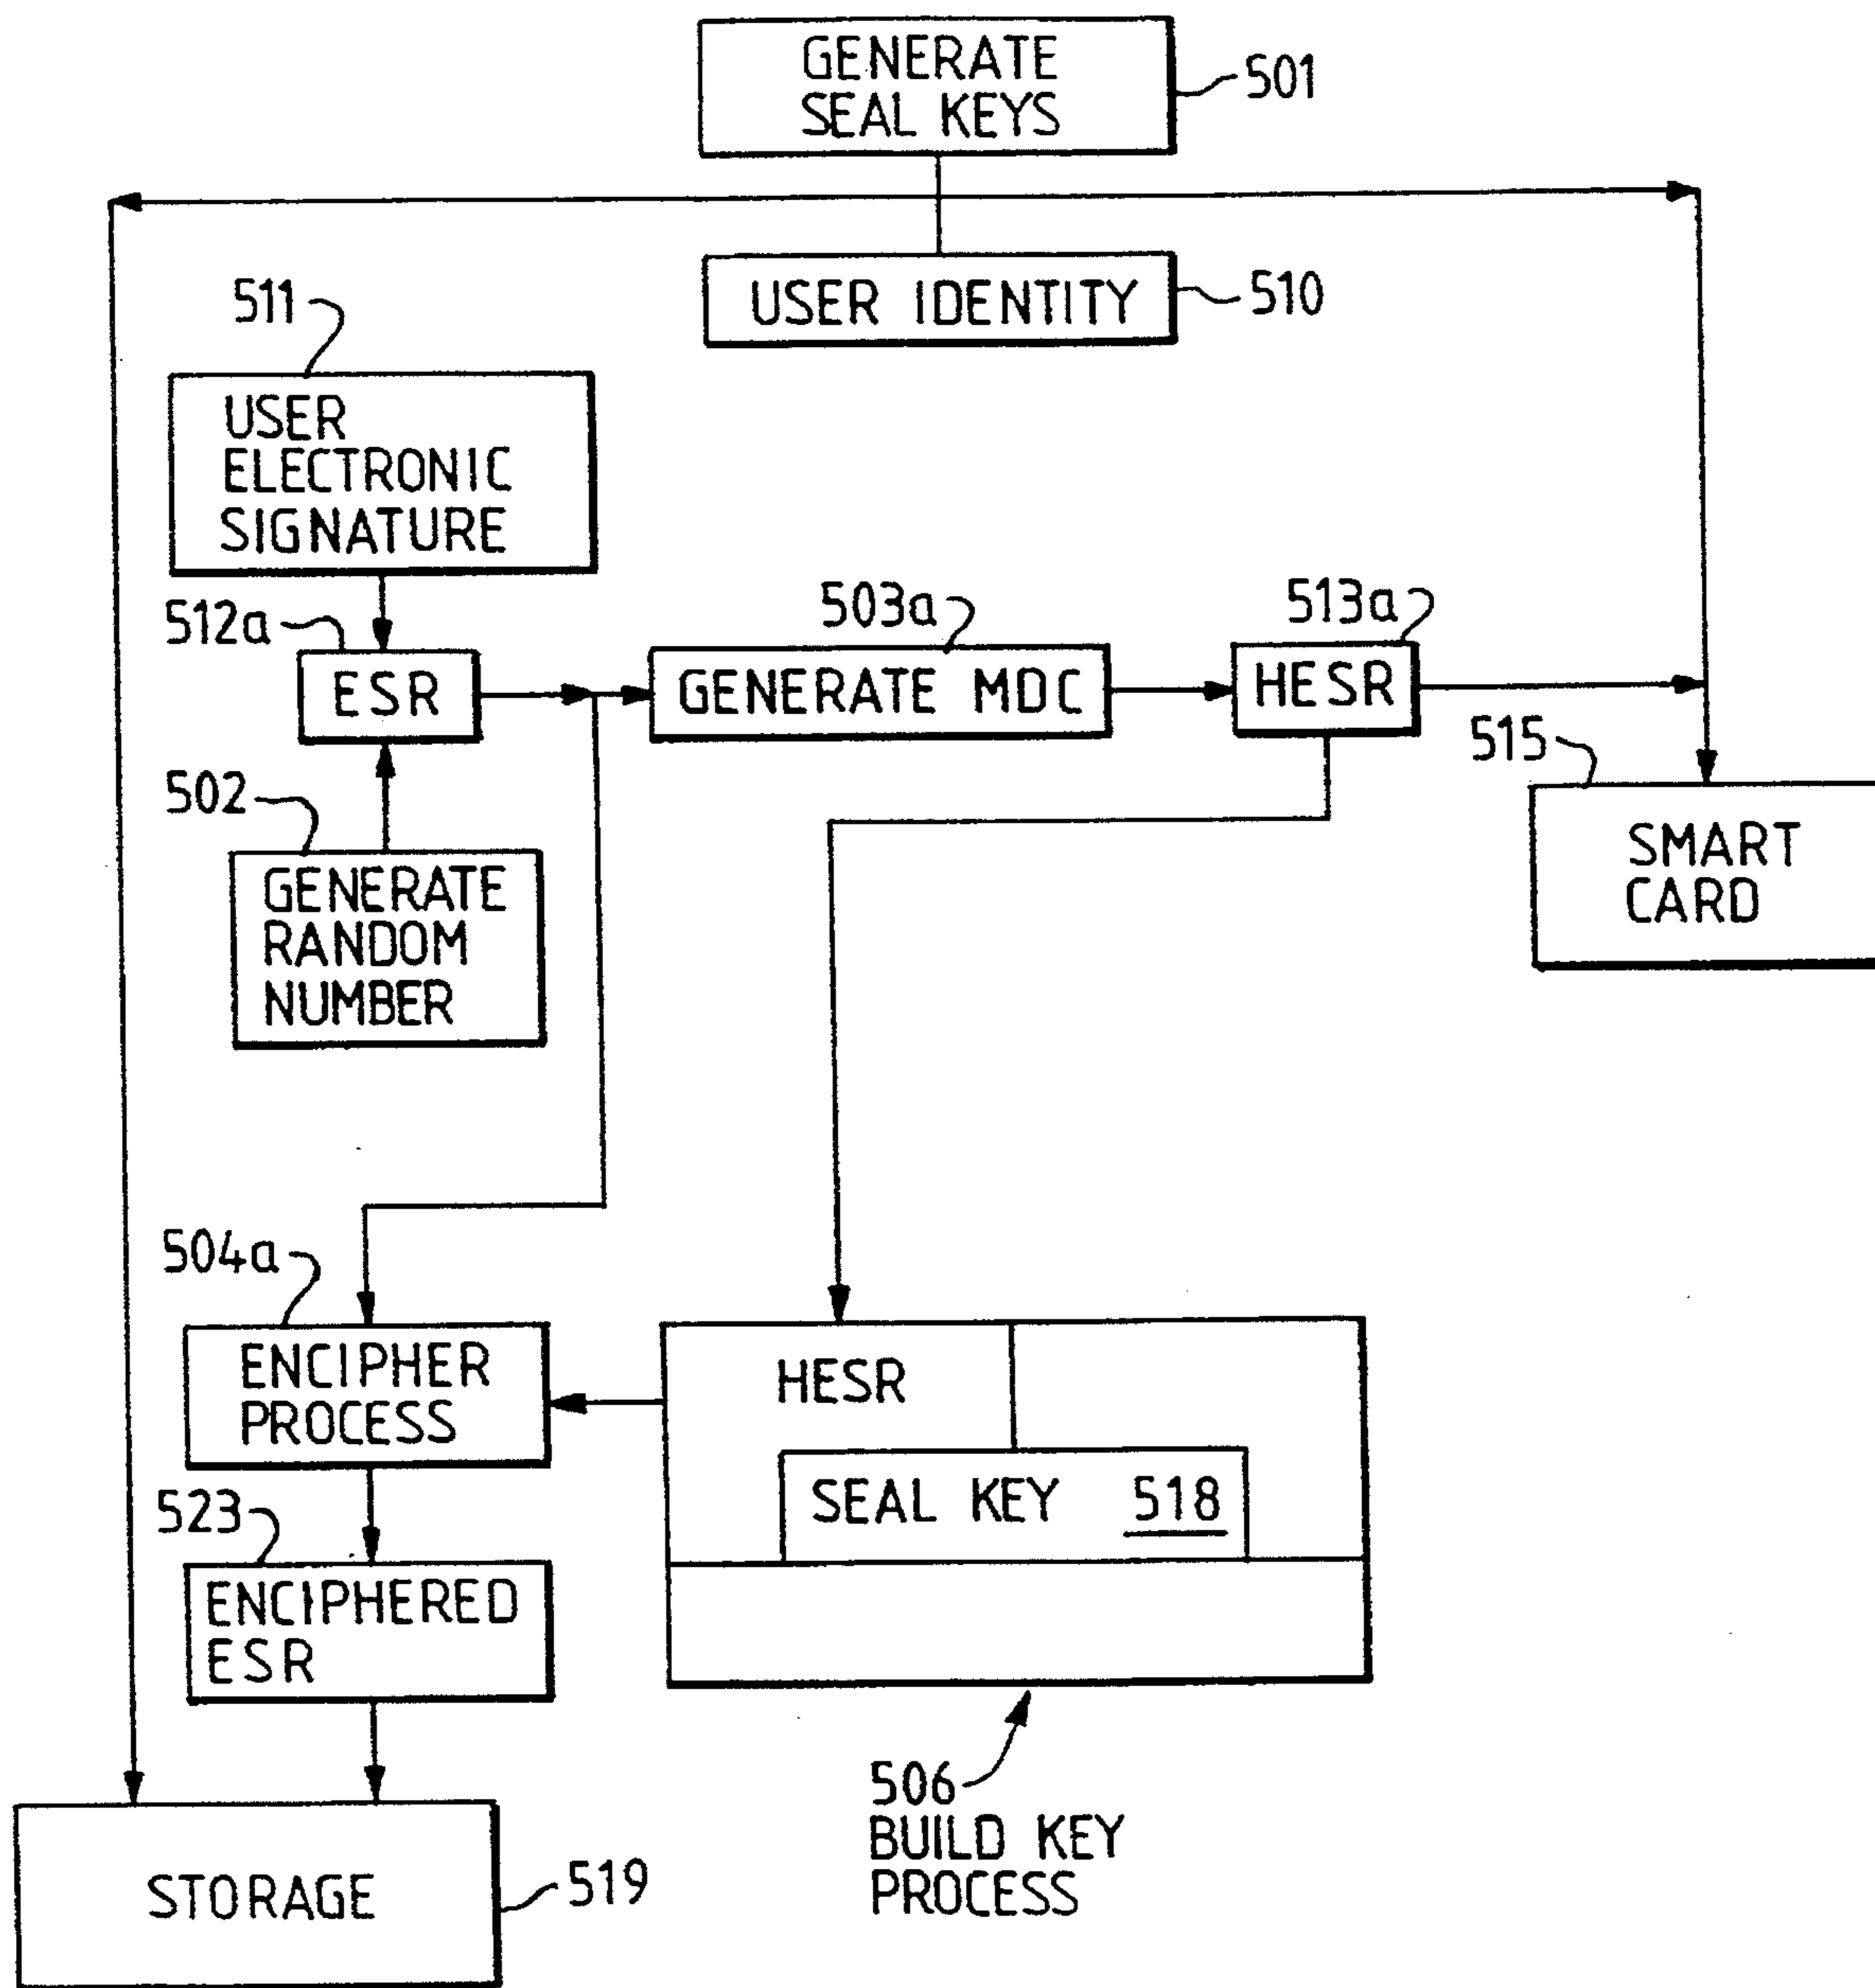 GENERATE
SEAL KEYS
501
USER IDENTITY
510
511
USER
ELECTRONIC
SIGNATURE
512a
ESR
503a
GENERATE MDC
513a
HESR
515
SMART
CARD
502
GENERATE
RANDOM
NUMBER
504a
ENCIPHER
PROCESS
HESR
SEAL KEY 518
523
ENCIPHERED
ESR
506
BUILD KEY
PROCESS
STORAGE
519